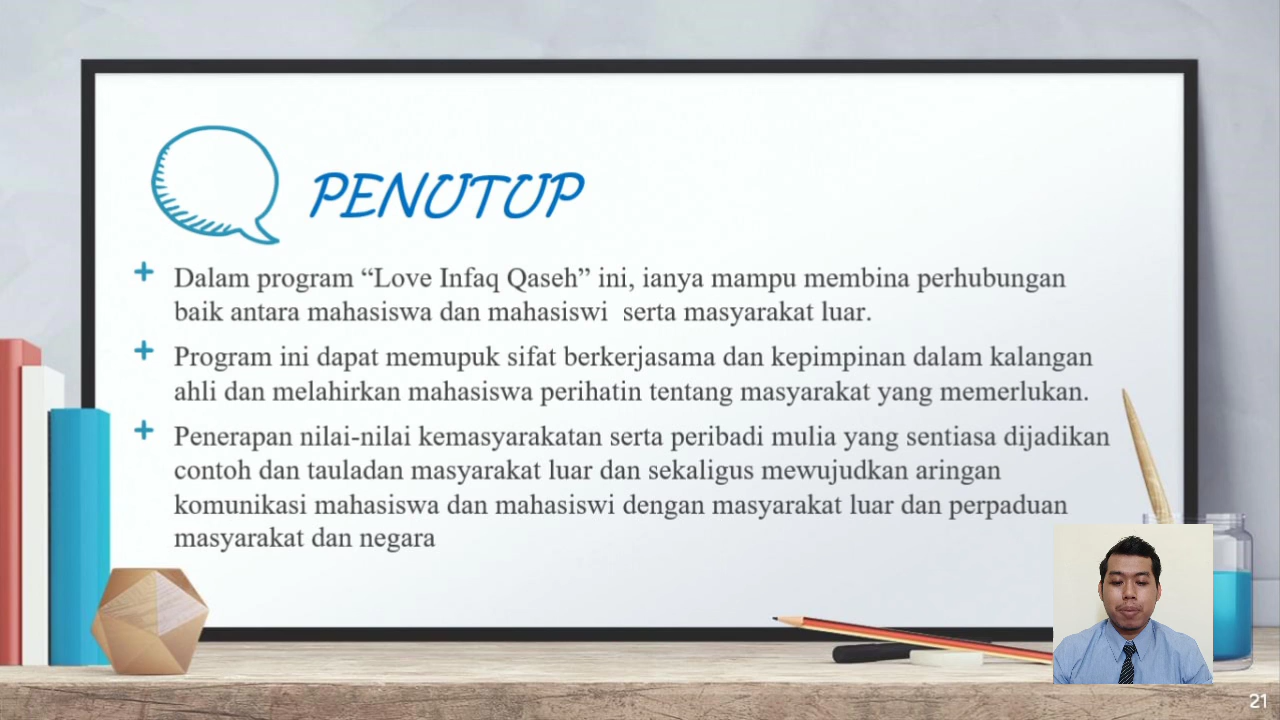 PENUTUP
Dalam program “Love Infaq Qaseh” ini, ianya mampu membina perhubungan
baik antara mahasiswa dan mahasiswi  serta masyarakat luar.
Program ini dapat memupuk sifat berkerjasama dan kepimpinan dalam kalangan
ahli dan melahirkan mahasiswa perihatin tentang masyarakat yang memerlukan.
Penerapan nilai-nilai kemasyarakatan serta peribadi mulia yang sentiasa dijadikan
contoh dan tauladan masyarakat luar dan sekaligus mewujudkan aringan
komunikasi mahasiswa dan mahasiswi dengan masyarakat luar dan perpaduan
masyarakat dan negara
21